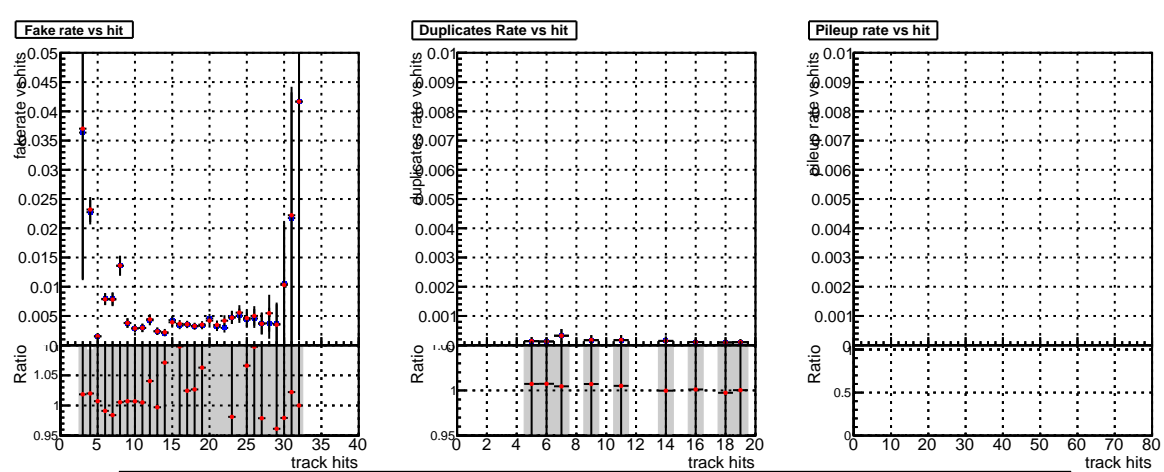 Fake rate vs hit
fakerate vs hits
0.05
0.045
0.04
0.035
0.03
0.025
0.02
0.015
0.01
0.005
Ratio
1.05
1
0.95
0 5 10 15 20 25 30 35 40
track hits
Duplicates Rate vs hit
duplicates rate vs hits
0.01
0.009
0.008
0.007
0.006
0.005
0.004
0.003
0.002
0.001
Ratio
1
0.95
0 2 4 6 8 10 12 14 16 18 20
track hits
Pileup rate vs hit
pileup rate vs hits
0.01
0.009
0.008
0.007
0.006
0.005
0.004
0.003
0.002
0.001
Ratio
1
0.5
0
0 10 20 30 40 50 60 70 80
track hits